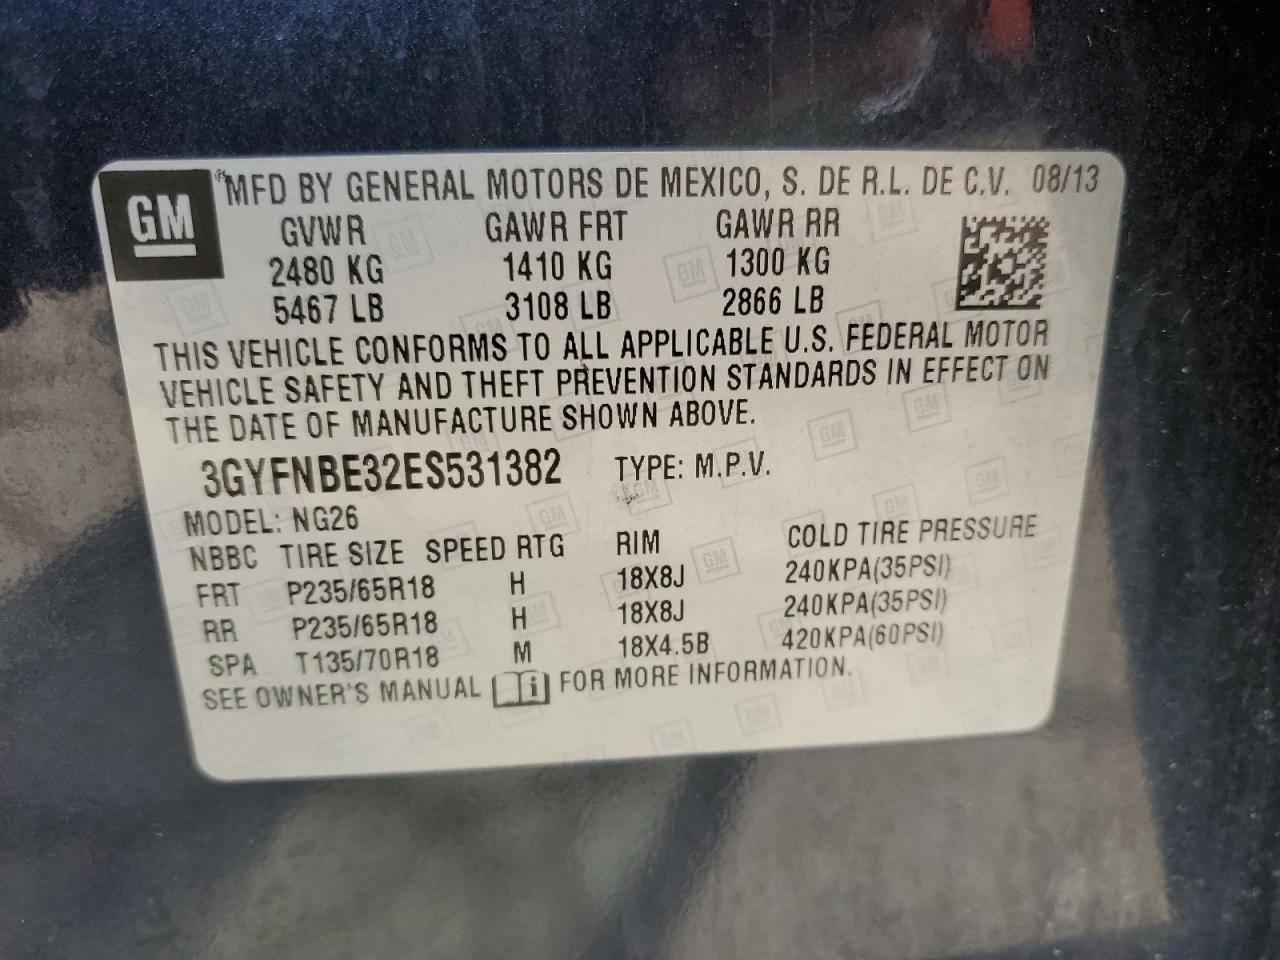 GM MFD BY GENERAL MOTORS DE MEXICO, S. DE R.L. DE C.V. 08/13
GVWR GAWR FRT GAWR RR
2480 KG 1410 KG 1300 KG
5467 LB 3108 LB 2866 LB
THIS VEHICLE CONFORMS TO ALL APPLICABLE U.S. FEDERAL MOTOR
VEHICLE SAFETY AND THEFT PREVENTION STANDARDS IN EFFECT ON
THE DATE OF MANUFACTURE SHOWN ABOVE.
3GYFNBE32ES531382 TYPE: M.P.V.
MODEL: NG26
NBBC TIRE SIZE SPEED RTG RIM COLD TIRE PRESSURE
FRT P235/65R18 H 18X8J 240KPA(35PSI)
RR P235/65R18 H 18X8J 240KPA(35PSI)
SPA T135/70R18 M 18X4.5B 420KPA(60PSI)
SEE OWNER'S MANUAL FOR MORE INFORMATION.